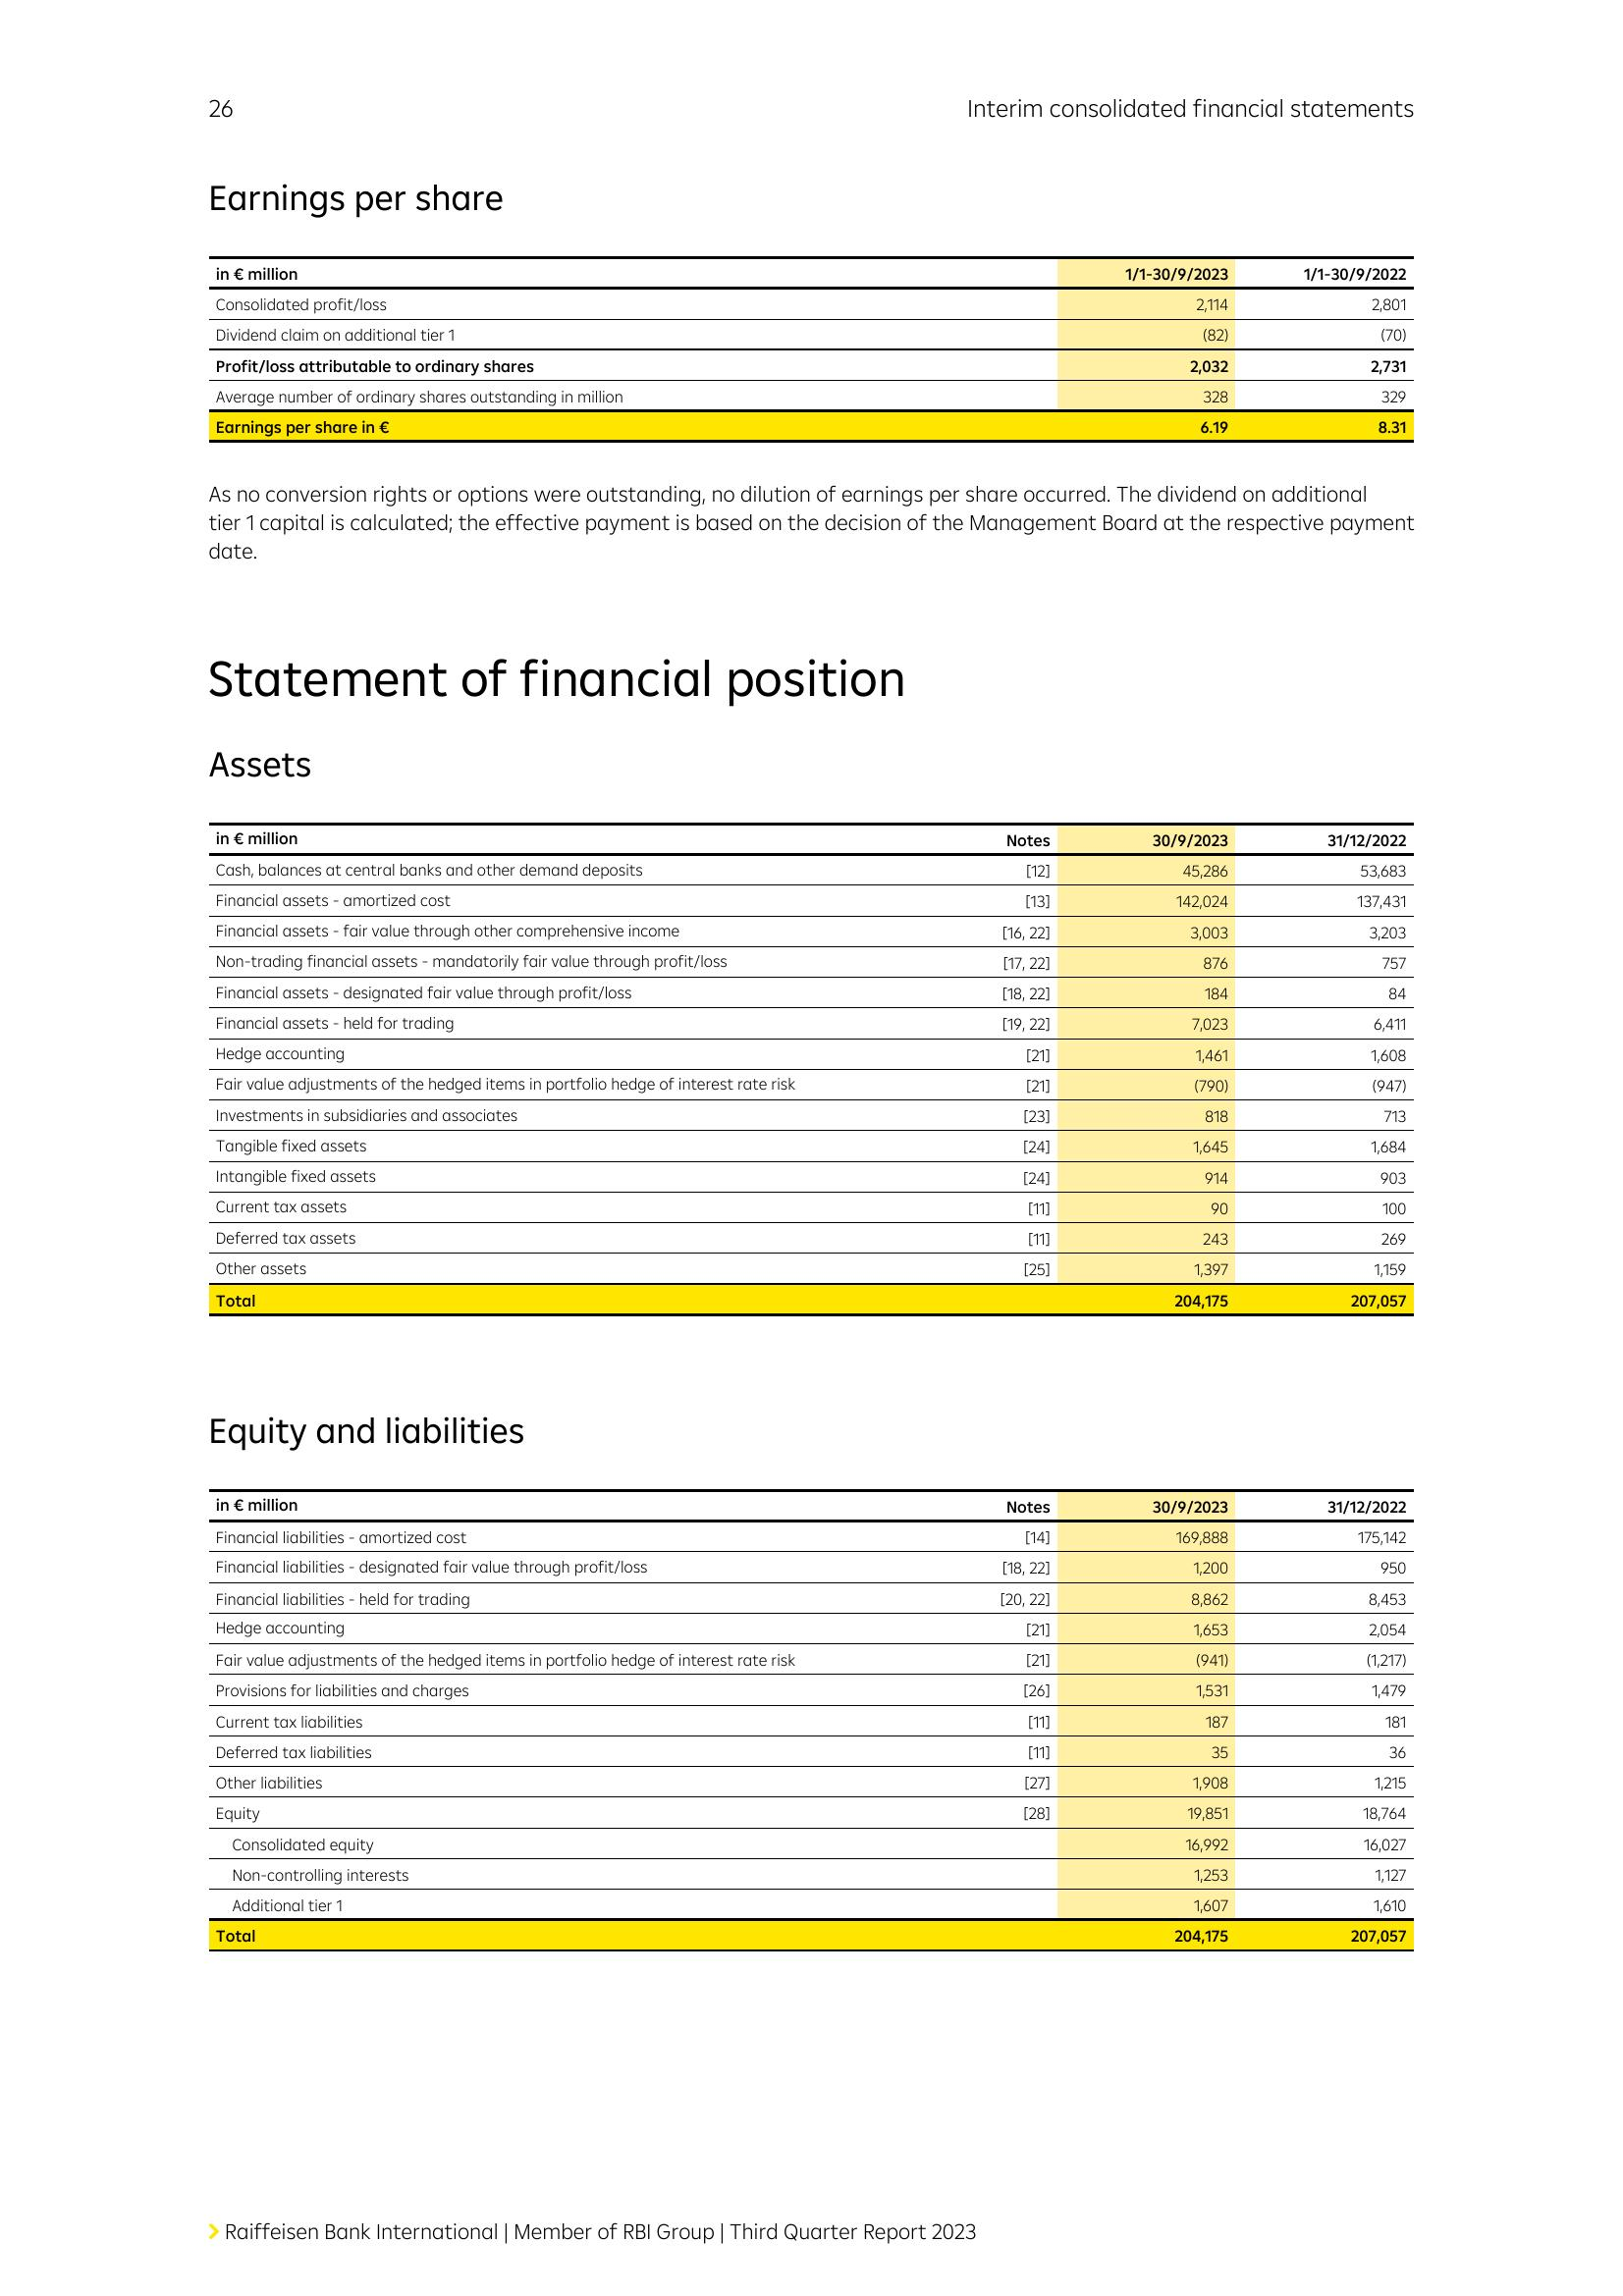 26 Interim consolidated financial statements
Earnings per share
in € million 1/1-30/9/2023 1/1-30/9/2022
Consolidated profit/loss 2,114 2,801
Dividend claim on additional tier 1 (82) (70)
Profit/loss attributable to ordinary shares 2,032 2,731
Average number of ordinary shares outstanding in million 328 329
Earnings per share in € 6.19 8.31
As no conversion rights or options were outstanding, no dilution of earnings per share occurred. The dividend on additional
tier 1 capital is calculated; the effective payment is based on the decision of the Management Board at the respective payment
date.
Statement of financial position
Assets
in € million Notes 30/9/2023 31/12/2022
Cash, balances at central banks and other demand deposits [12] 45,286 53,683
Financial assets - amortized cost [13] 142,024 137,431
Financial assets - fair value through other comprehensive income [16, 22] 3,003 3,203
Non-trading financial assets - mandatorily fair value through profit/loss [17, 22] 876 757
Financial assets - designated fair value through profit/loss [18, 22] 184 84
Financial assets - held for trading [19, 22] 7,023 6,411
Hedge accounting [21] 1,461 1,608
Fair value adjustments of the hedged items in portfolio hedge of interest rate risk [21] (790) (947)
Investments in subsidiaries and associates [23] 818 713
Tangible fixed assets [24] 1,645 1,684
Intangible fixed assets [24] 914 903
Current tax assets [11] 90 100
Deferred tax assets [11] 243 269
Other assets [25] 1,397 1,159
Total 204,175 207,057
Equity and liabilities
in € million Notes 30/9/2023 31/12/2022
Financial liabilities - amortized cost [14] 169,888 175,142
Financial liabilities - designated fair value through profit/loss [18, 22] 1,200 950
Financial liabilities - held for trading [20, 22] 8,862 8,453
Hedge accounting [21] 1,653 2,054
Fair value adjustments of the hedged items in portfolio hedge of interest rate risk [21] (941) (1,217)
Provisions for liabilities and charges [26] 1,531 1,479
Current tax liabilities [11] 187 181
Deferred tax liabilities [11] 35 36
Other liabilities [27] 1,908 1,215
Equity [28] 19,851 18,764
Consolidated equity 16,992 16,027
Non-controlling interests 1,253 1,127
Additional tier 1 1,607 1,610
Total 204,175 207,057
Raiffeisen Bank International | Member of RBI Group | Third Quarter Report 2023